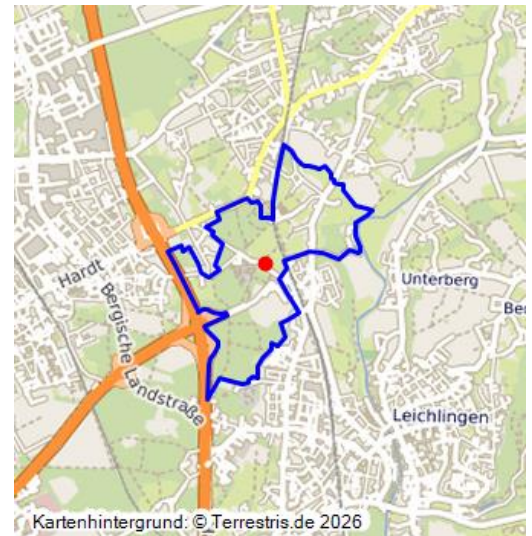 Hardt
Bergische Landstraße
Unterberg
Leichlingen
Kartenhintergrund: © Terrestris.de 2026